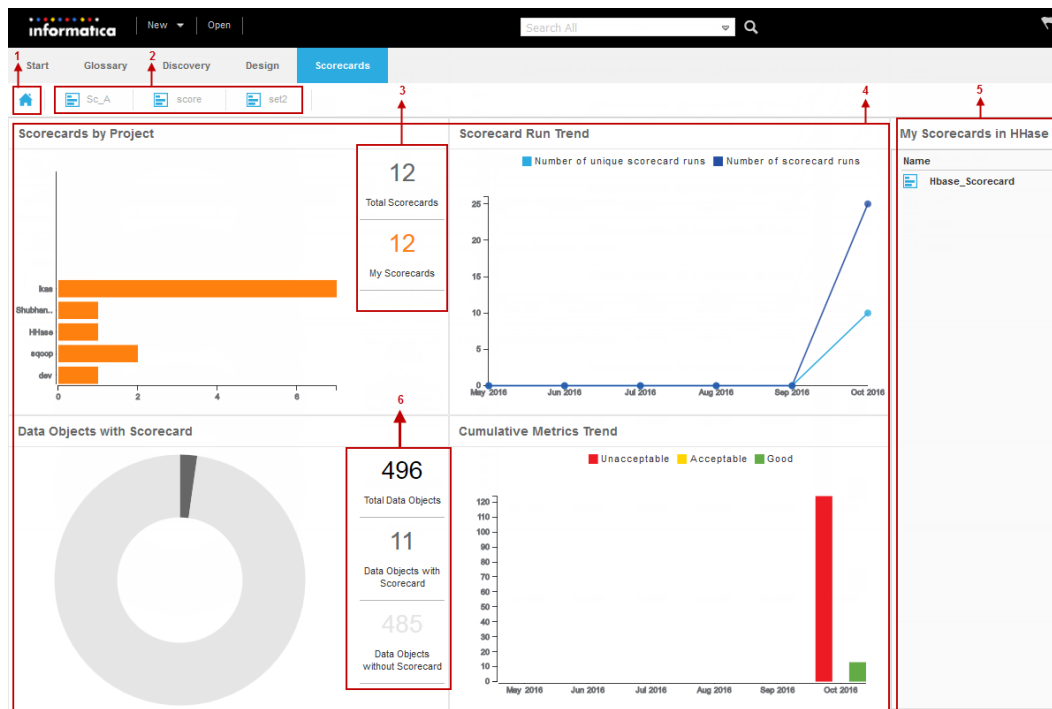 informatica
New
Open
Search All
1
2
Start
Glossary
Discovery
Design
Scorecards
3
4
5
Sc_A
score
set2
Scorecards by Project
Scorecard Run Trend
My Scorecards in HHase
12
Total Scorecards
12
My Scorecards
Number of unique scorecard runs
Number of scorecard runs
Name
Hbase_Scorecard
Ikas
Shubhan...
HHase
sqoop
dev
0 2 4 6
25
20
15
10
5
0
May 2016 Jun 2016 Jul 2016 Aug 2016 Sep 2016 Oct 2016
6
Data Objects with Scorecard
Cumulative Metrics Trend
496
Total Data Objects
11
Data Objects with
Scorecard
485
Data Objects
without Scorecard
Unacceptable
Acceptable
Good
120
110
100
90
80
70
60
50
40
30
20
10
0
May 2016 Jun 2016 Jul 2016 Aug 2016 Sep 2016 Oct 2016